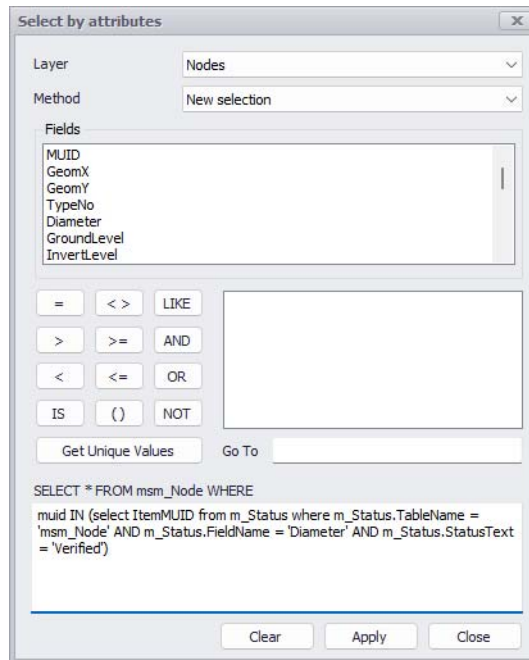 Select by attributes
Layer
Nodes
Method
New selection
Fields
MUID
GeomX
GeomY
TypeNo
Diameter
GroundLevel
InvertLevel
= < > LIKE
> >= AND
< <= OR
IS () NOT
Get Unique Values
Go To
SELECT * FROM msm_Node WHERE
muid IN (select ItemMUID from m_Status where m_Status.TableName =
'msm_Node' AND m_Status.FieldName = 'Diameter' AND m_Status.StatusText
= 'Verified')
Clear
Apply
Close